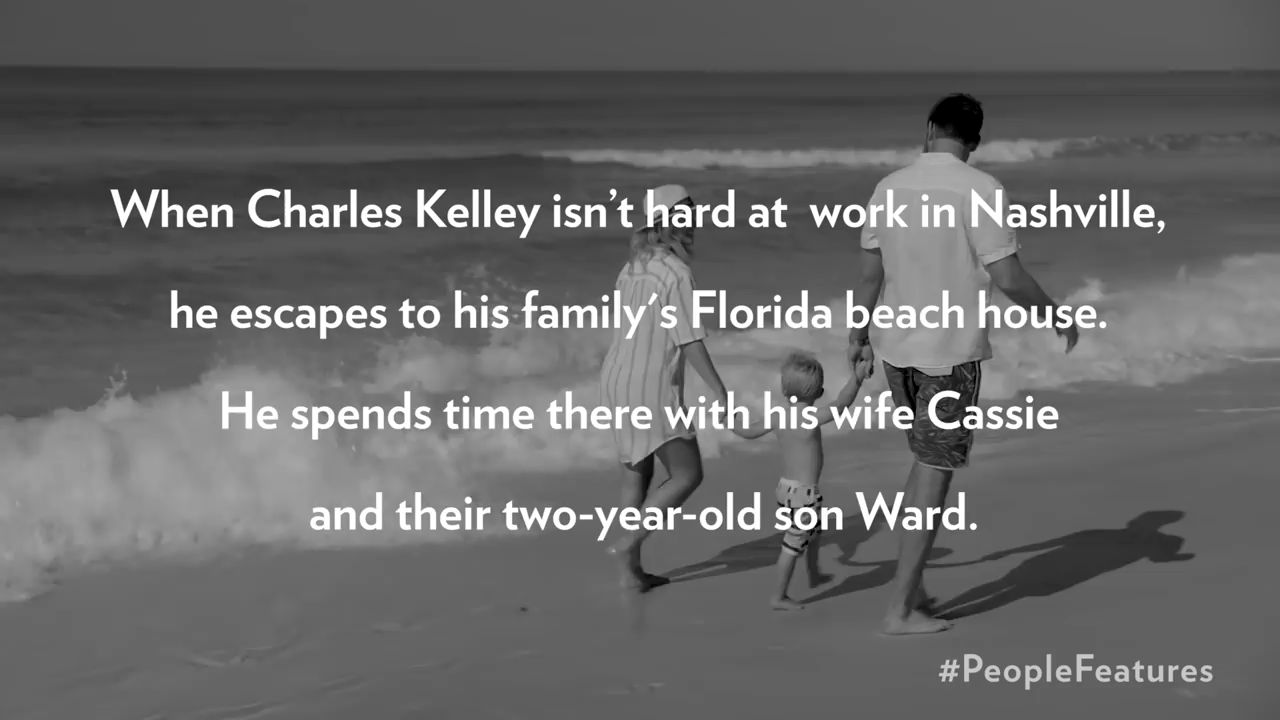 When Charles Kelley isn’t hard at  work in Nashville,
he escapes to his family's Florida beach house.
He spends time there with his wife Cassie
and their two-year-old son Ward.
#PeopleFeatures